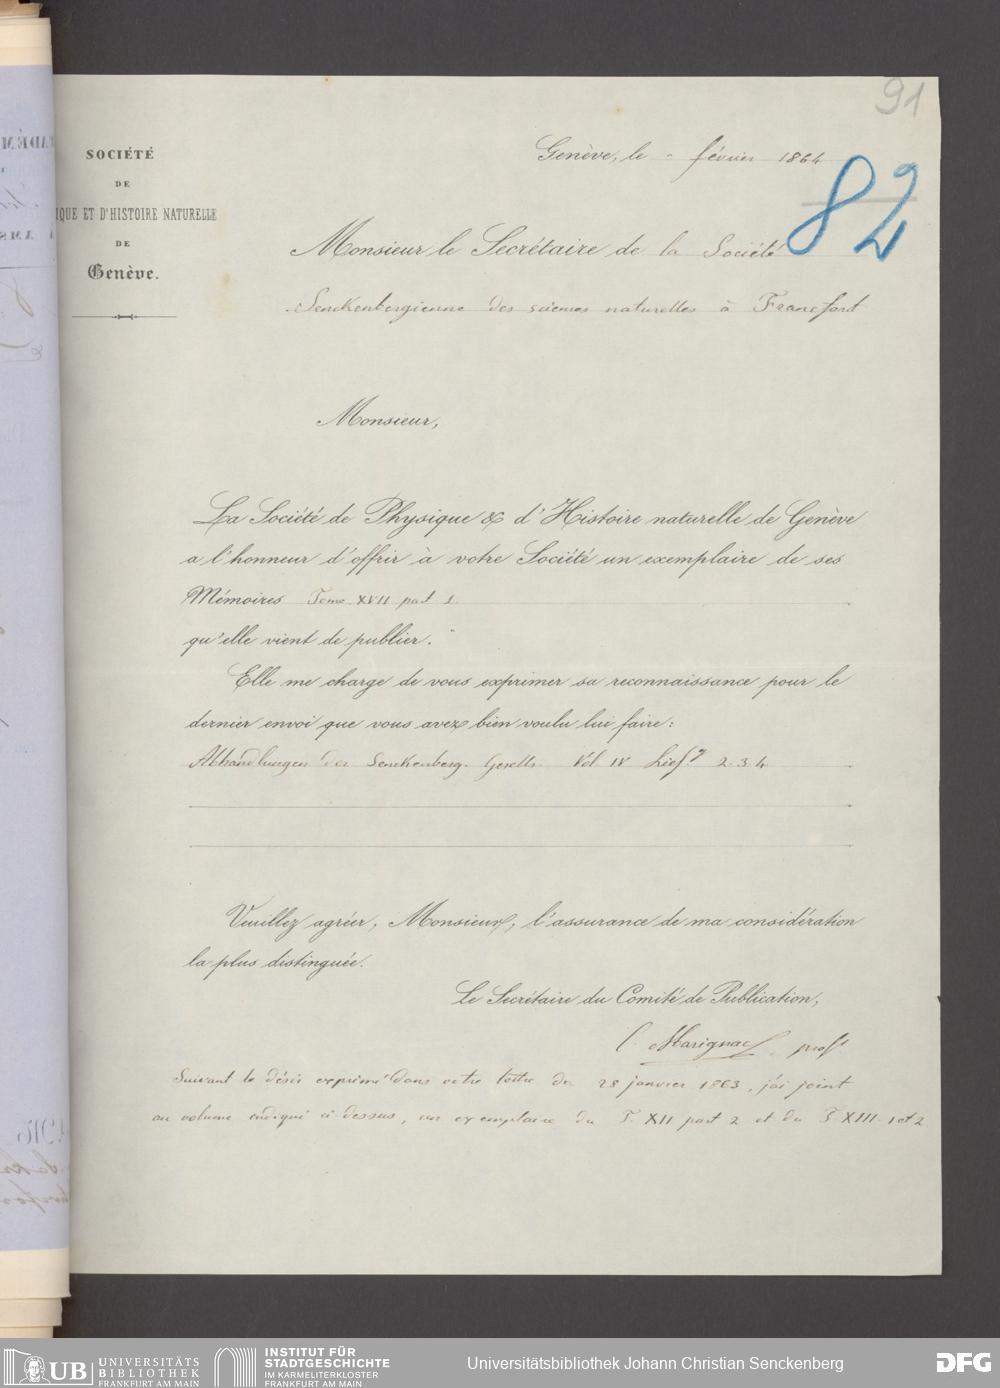 91
SOCIÉTÉ
DE
IQUE ET D'HISTOIRE NATURELLE
DE
Genève.
Genève, le - février 1864
82
Monsieur le Secrétaire de la Société
Senckenbergienne des sciences naturelles à Francfort
Monsieur,
La Société de Physique & d'Histoire naturelle de Genève
a l'honneur d'offrir à votre Société un exemplaire de ses
Mémoires Tome XVII part 1.
qu'elle vient de publier.
Elle me charge de vous exprimer sa reconnaissance pour le
dernier envoi que vous avez bien voulu lui faire:
Abhandlungen der Senckenberg. Gesells. Vol IV Lief. 2. 3. 4
Veuillez agréer, Monsieur, l'assurance de ma considération
la plus distinguée.
Le Secrétaire du Comité de Publication,
C. Marignac, prof
Suivant le désir exprimé dans votre lettre du 28 janvier 1863, j'ai joint
au volume indiqué ci dessus, un exemplaire du T. XII part 2 et du T. XIII. 1 et 2
UB UNIVERSITÄTS
BIBLIOTHEK
FRANKFURT AM MAIN
INSTITUT FÜR
STADTGESCHICHTE
IM KARMELITERKLOSTER
FRANKFURT AM MAIN
Universitätsbibliothek Johann Christian Senckenberg
DFG